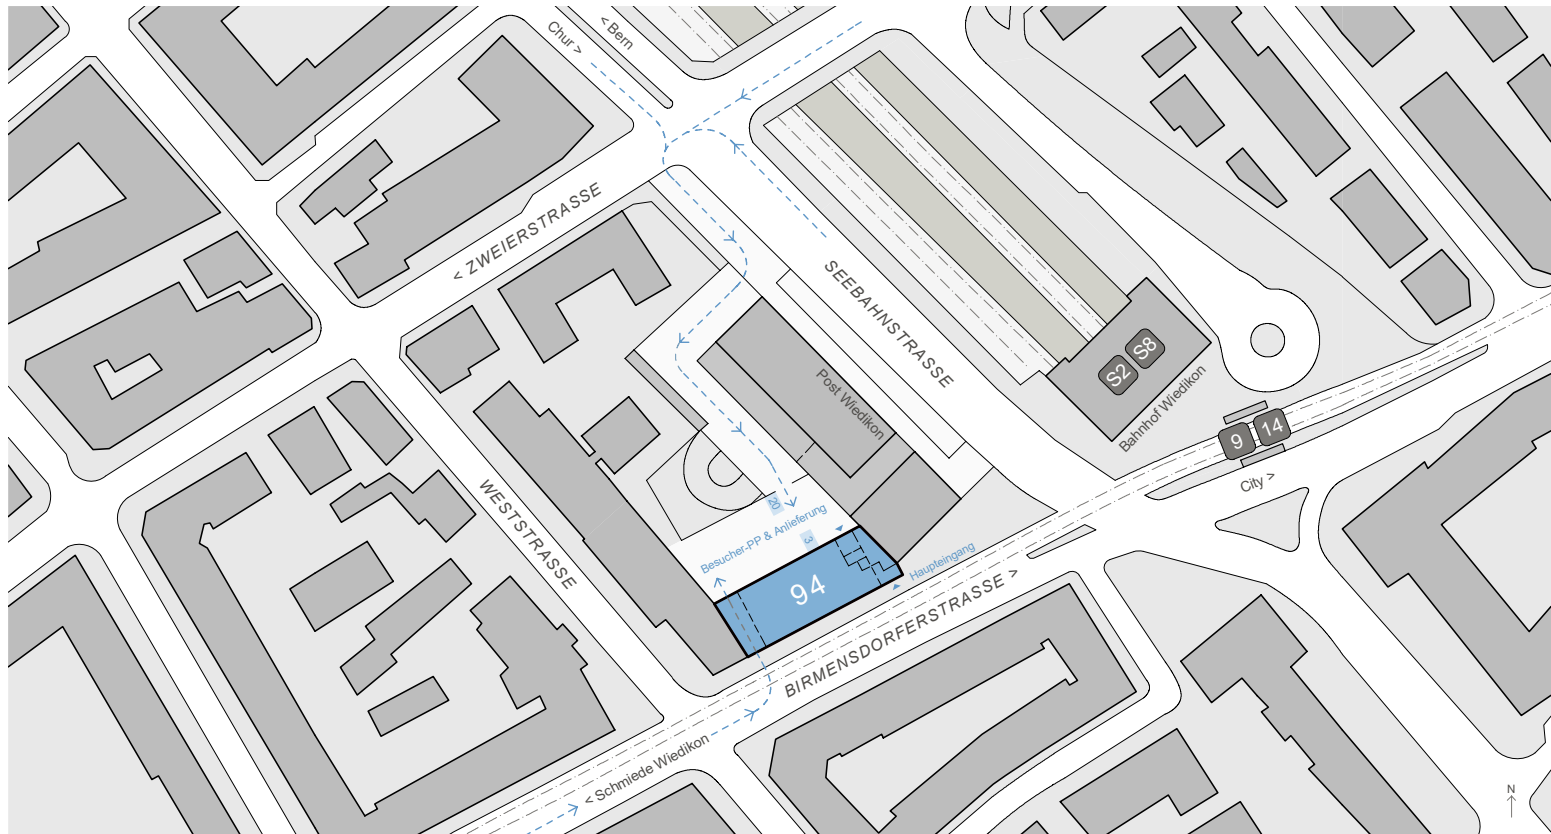 Chur >
< Bern
< ZWEIERSTRASSE
SEEBAHNSTRASSE
S2
S8
Bahnhof Wiedikon
Post Wiedikon
9
14
City >
WESTSTRASSE
20
Besucher-PP & Anlieferung
3
94
Haupteingang
BIRMENSDORFERSTRASSE >
< Schmiede Wiedikon
N